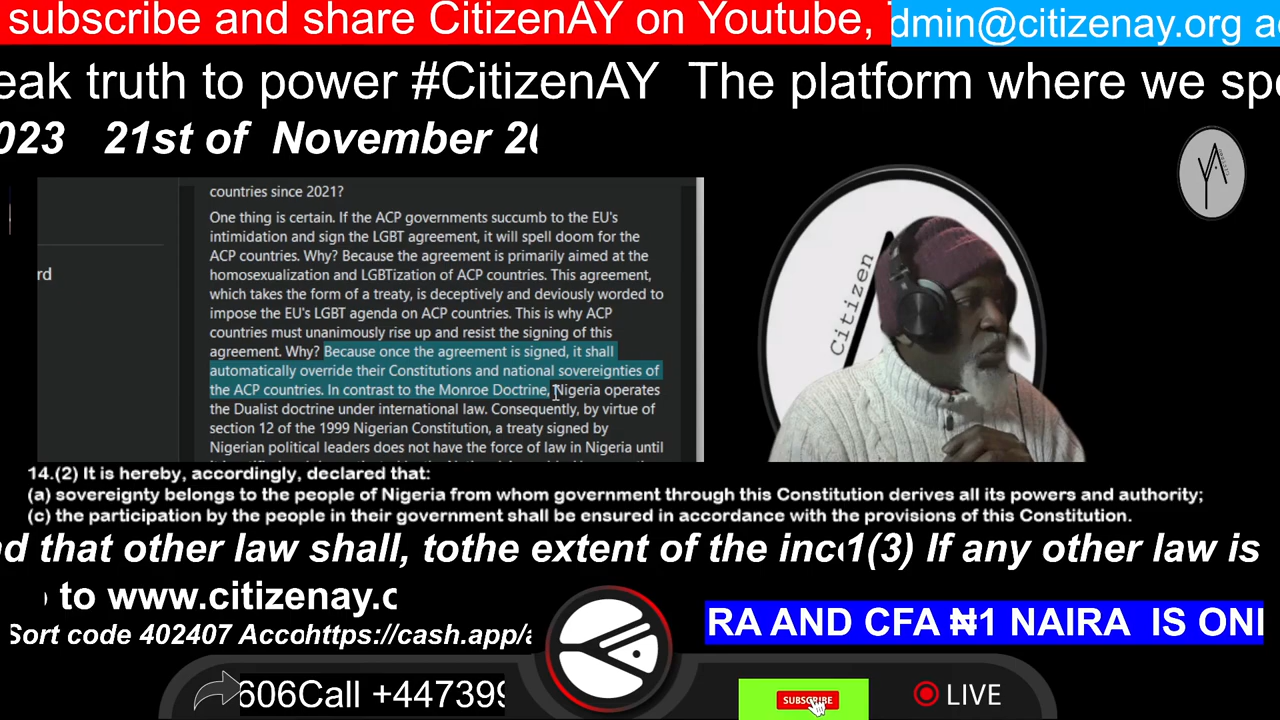 subscribe and share CitizenAY on Youtube,
dmin@citizenay.org
eak truth to power #CitizenAY The platform where we spe
023 21st of November 20
countries since 2021?
One thing is certain. If the ACP governments succumb to the EU's
intimidation and sign the LGBT agreement, it will spell doom for the
ACP countries. Why? Because the agreement is primarily aimed at the
homosexualization and LGBTization of ACP countries. This agreement,
which takes the form of a treaty, is deceptively and deviously worded to
impose the EU's LGBT agenda on ACP countries. This is why ACP
countries must unanimously rise up and resist the signing of this
agreement. Why? Because once the agreement is signed, it shall
automatically override their Constitutions and national sovereignties of
the ACP countries. In contrast to the Monroe Doctrine, Nigeria operates
the Dualist doctrine under international law. Consequently, by virtue of
section 12 of the 1999 Nigerian Constitution, a treaty signed by
Nigerian political leaders does not have the force of law in Nigeria until
rd
Citizen
14.(2) It is hereby, accordingly, declared that:
(a) sovereignty belongs to the people of Nigeria from whom government through this Constitution derives all its powers and authority;
(c) the participation by the people in their government shall be ensured in accordance with the provisions of this Constitution.
d that other law shall, tothe extent of the inc
1(3) If any other law is
to www.citizenay.o
Sort code 402407 Acco
https://cash.app/a
RA AND CFA ₦1 NAIRA IS ONL
606Call +447399
SUBSCRIBE
LIVE